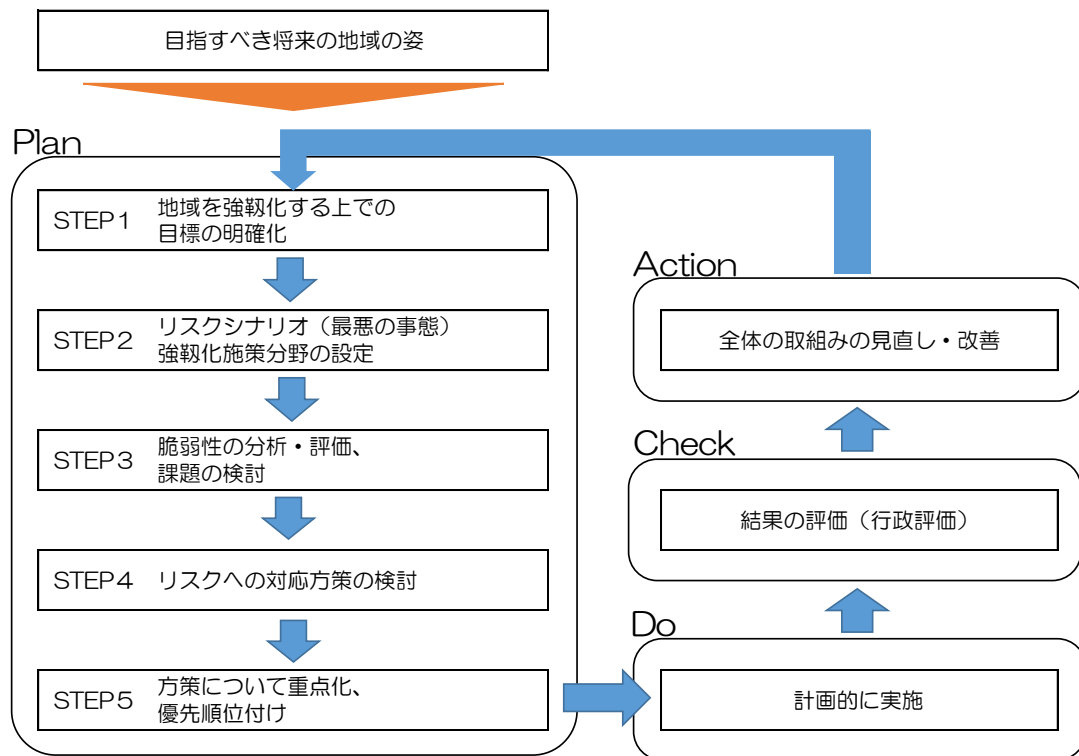 目指すべき将来の地域の姿
Plan
STEP1
地域を強靱化する上での
目標の明確化
STEP2
リスクシナリオ（最悪の事態）
強靱化施策分野の設定
STEP3
脆弱性の分析・評価、
課題の検討
STEP4 リスクへの対応方策の検討
STEP5
方策について重点化、
優先順位付け
Do
計画的に実施
Check
結果の評価（行政評価）
Action
全体の取組みの見直し・改善